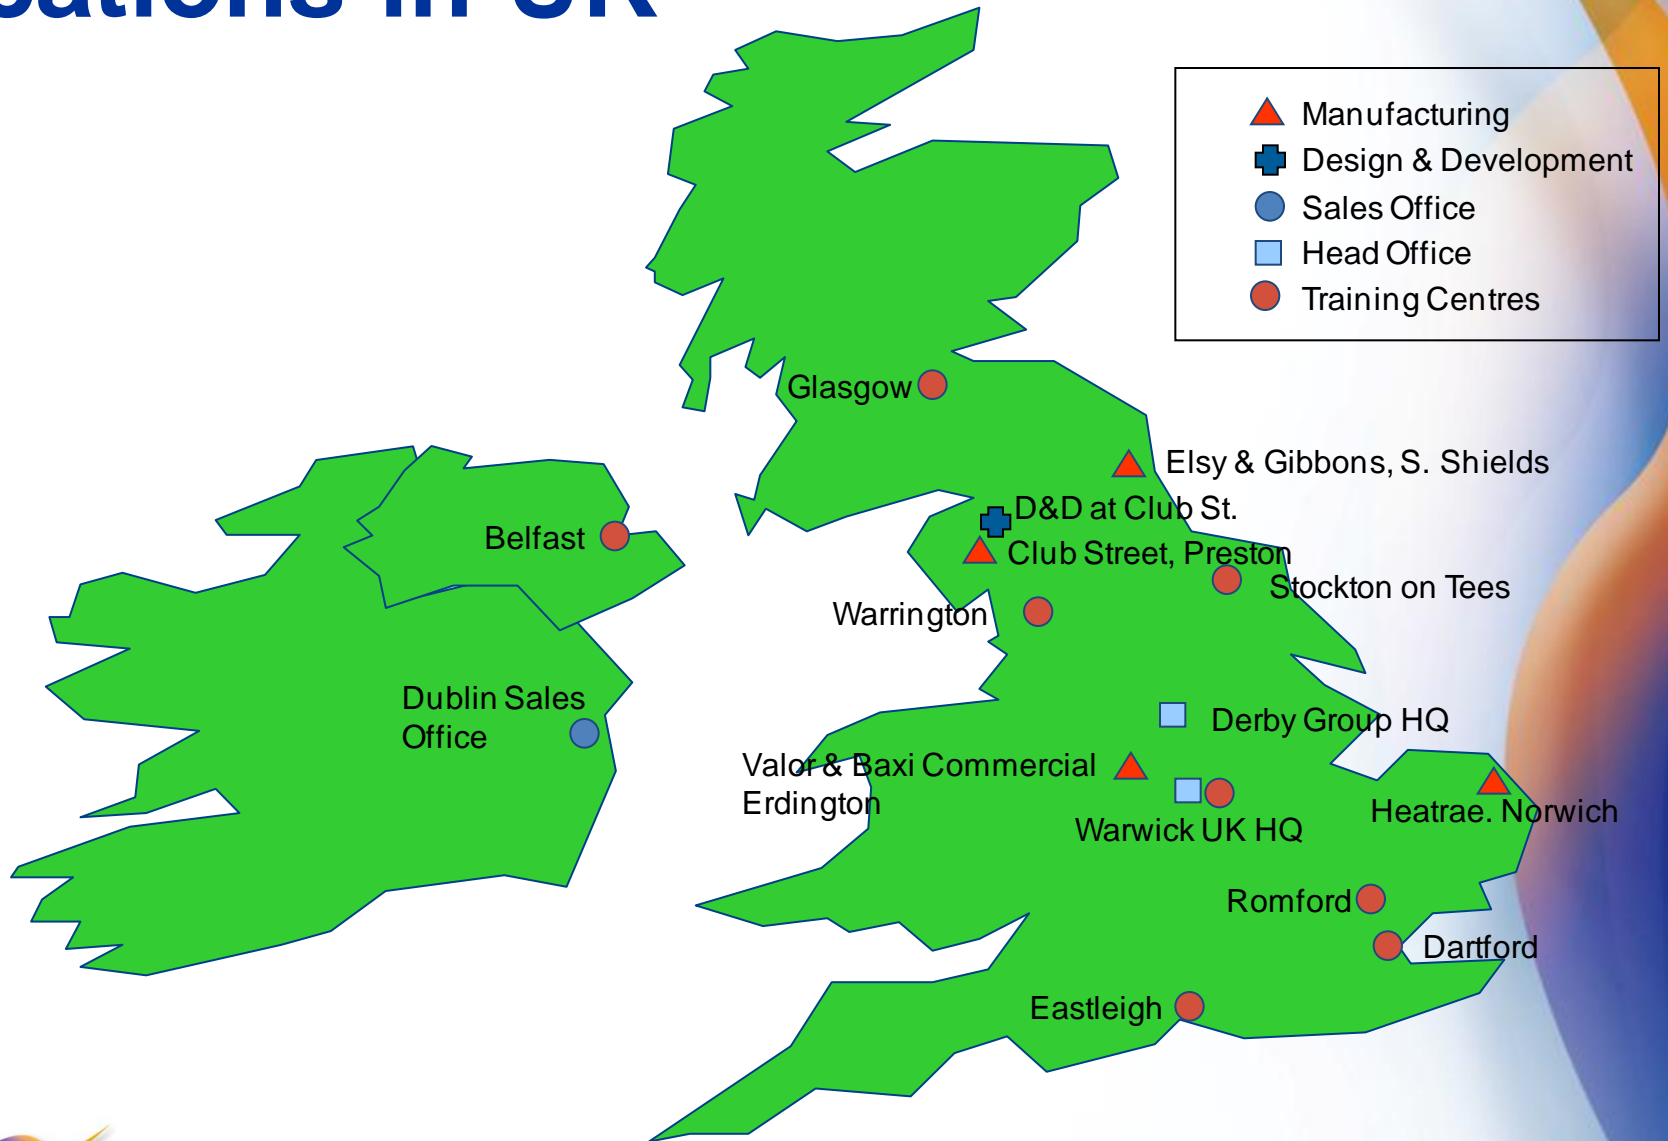 in UK
Manufacturing
Design & Development
Sales Office
Head Office
Training Centres
Glasgow
Elsy & Gibbons, S. Shields
D&D at Club St.
Club Street, Preston
Belfast
Stockton on Tees
Warrington
Dublin Sales
Office
Derby Group HQ
Valor & Baxi Commercial
Erdington
Heatrae. Norwich
Warwick UK HQ
Romford
Dartford
Eastleigh